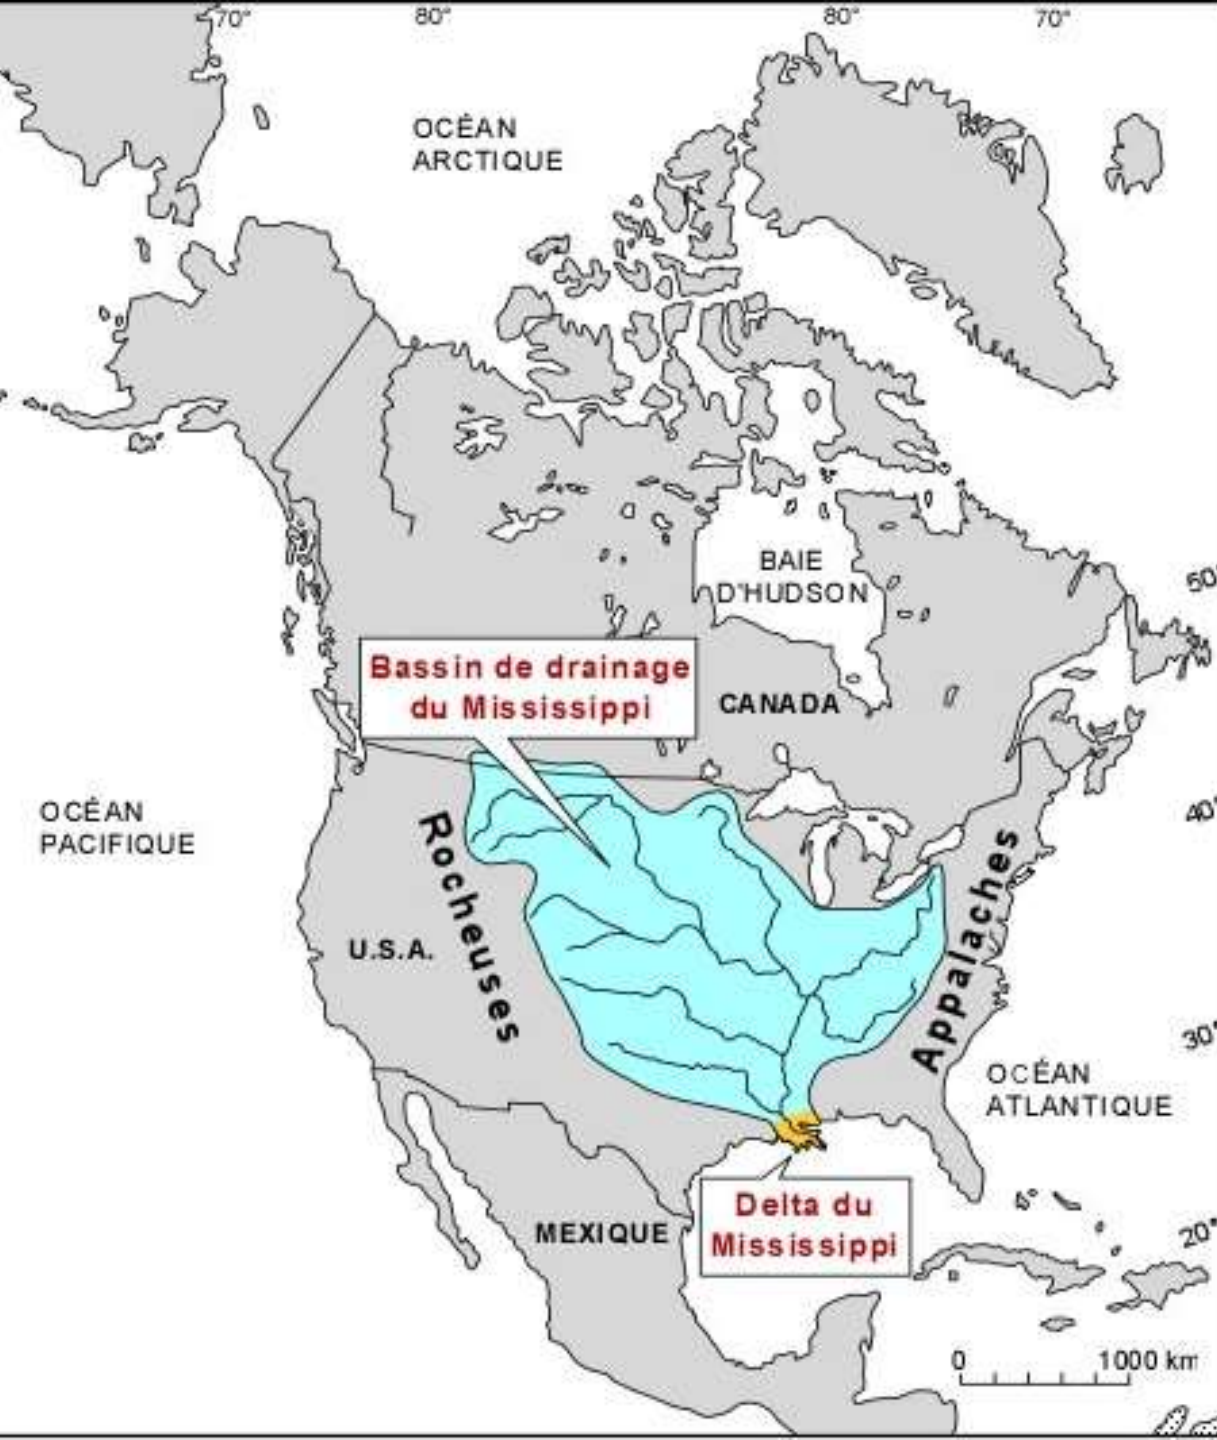 70°
80°
80°
70°
OCÉAN
ARCTIQUE
BAIE
D'HUDSON
50°
Bassin de drainage
du Mississippi
CANADA
OCÉAN
PACIFIQUE
40°
Rocheuses
Appalaches
U.S.A.
30°
OCÉAN
ATLANTIQUE
Delta du
Mississippi
MEXIQUE
20°
0 1000 km